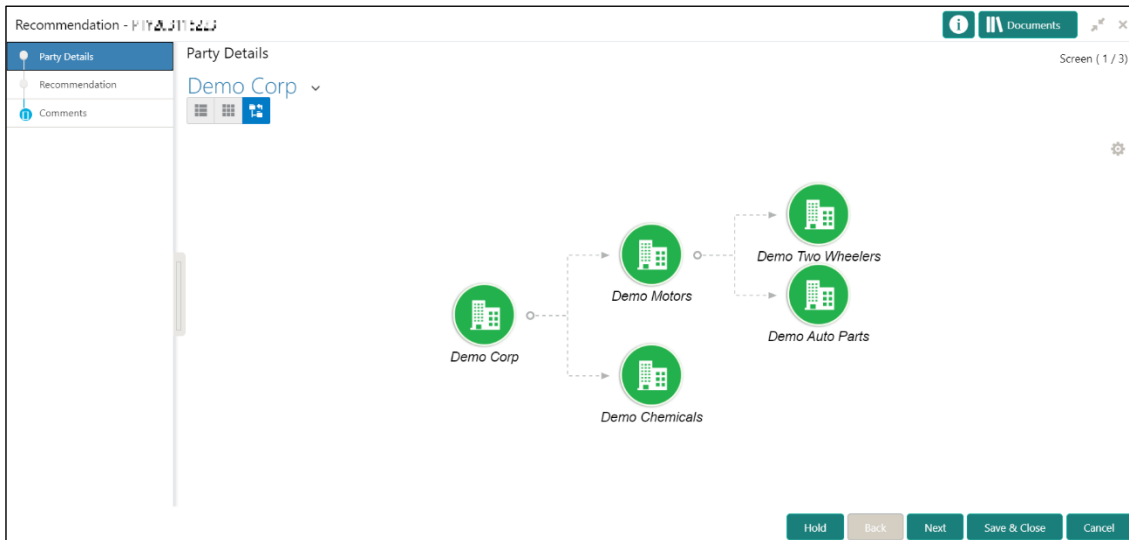 Recommendation -
Documents
Party Details
Recommendation
Comments
Party Details
Screen ( 1 / 3)
Demo Corp
Demo Two Wheelers
Demo Motors
Demo Auto Parts
Demo Corp
Demo Chemicals
Hold
Back
Next
Save & Close
Cancel